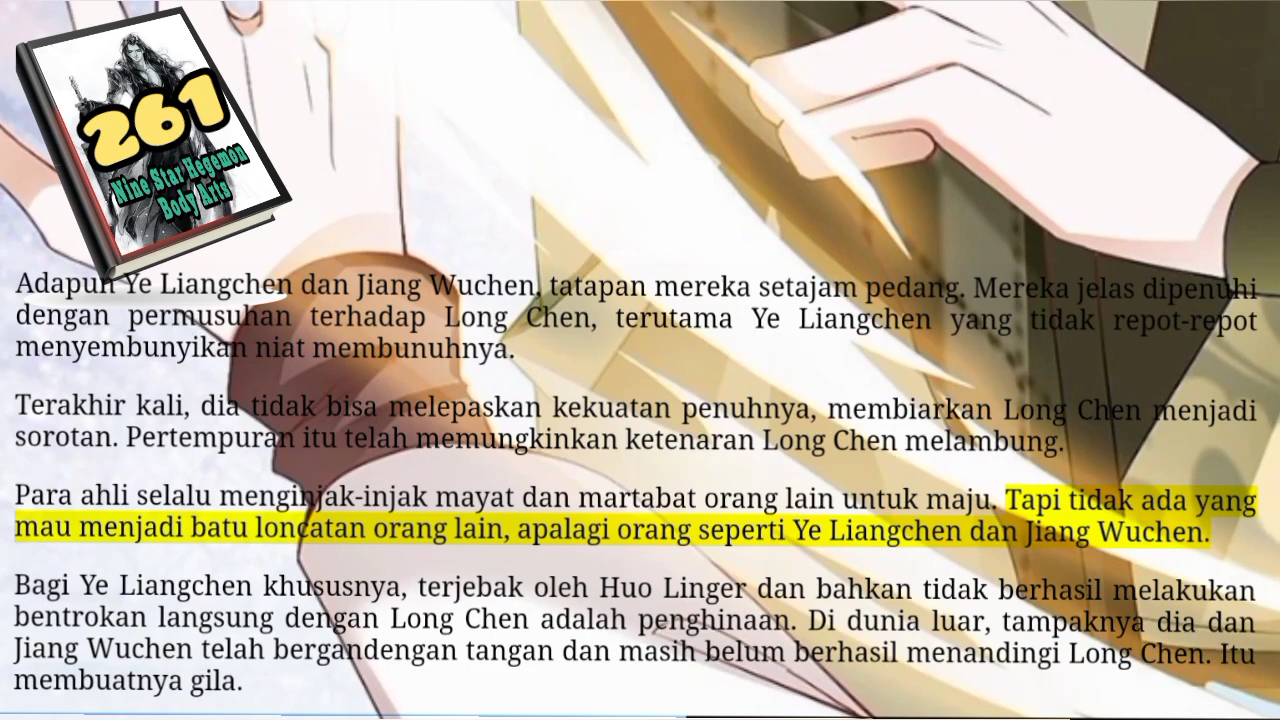 261
Nine Star Hegemon
Body Arts
Adapun Ye Liangchen dan Jiang Wuchen, tatapan mereka setajam pedang. Mereka jelas dipenuhi
dengan permusuhan terhadap Long Chen, terutama Ye Liangchen yang tidak repot-repot
menyembunyikan niat membunuhnya.
Terakhir kali, dia tidak bisa melepaskan kekuatan penuhnya, membiarkan Long Chen menjadi
sorotan. Pertempuran itu telah memungkinkan ketenaran Long Chen melambung.
Para ahli selalu menginjak-injak mayat dan martabat orang lain untuk maju. Tapi tidak ada yang
mau menjadi batu loncatan orang lain, apalagi orang seperti Ye Liangchen dan Jiang Wuchen.
Bagi Ye Liangchen khususnya, terjebak oleh Huo Linger dan bahkan tidak berhasil melakukan
bentrokan langsung dengan Long Chen adalah penghinaan. Di dunia luar, tampaknya dia dan
Jiang Wuchen telah bergandengan tangan dan masih belum berhasil menandingi Long Chen. Itu
membuatnya gila.